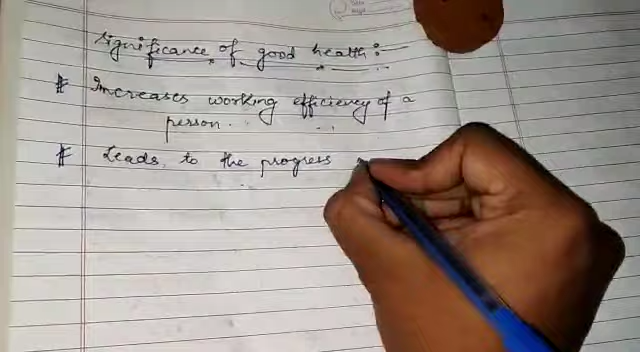 Significance of good health :-
# Increases working efficiency of a
person.
# Leads to the progress